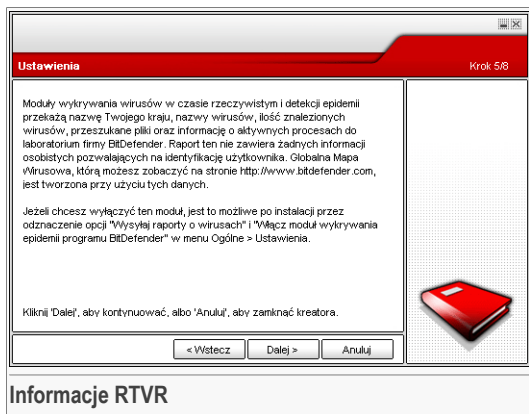 Ustawienia
Krok 5/8
Moduły wykrywania wirusów w czasie rzeczywistym i detekcji epidemii
przekażą nazwę Twojego kraju, nazwy wirusów, ilość znalezionych
wirusów, przeszukane pliki oraz informację o aktywnych procesach do
laboratorium firmy BitDefender. Raport ten nie zawiera żadnych informacji
osobistych pozwalających na identyfikację użytkownika. Globalna Mapa
Wirusowa, którą możesz zobaczyć na stronie http://www.bitdefender.com,
jest tworzona przy użyciu tych danych.
Jeżeli chcesz wyłączyć ten moduł, jest to możliwe po instalacji przez
odznaczenie opcji "Wysyłaj raporty o wirusach" i "Włącz moduł wykrywania
epidemii programu BitDefender" w menu Ogólne > Ustawienia.
Kliknij 'Dalej', aby kontynuować, albo 'Anuluj', aby zamknąć kreatora.
< Wstecz Dalej > Anuluj
Informacje RTVR